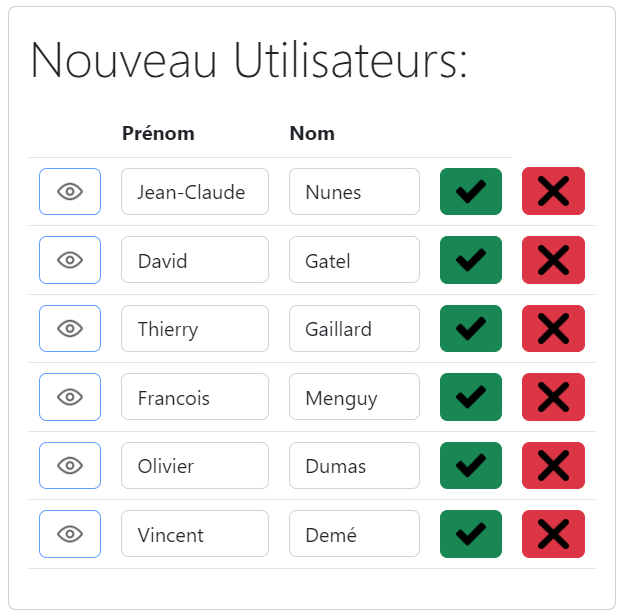 Nouveau Utilisateurs:
Prénom Nom
Jean-Claude Nunes
David Gatel
Thierry Gaillard
Francois Menguy
Olivier Dumas
Vincent Demé